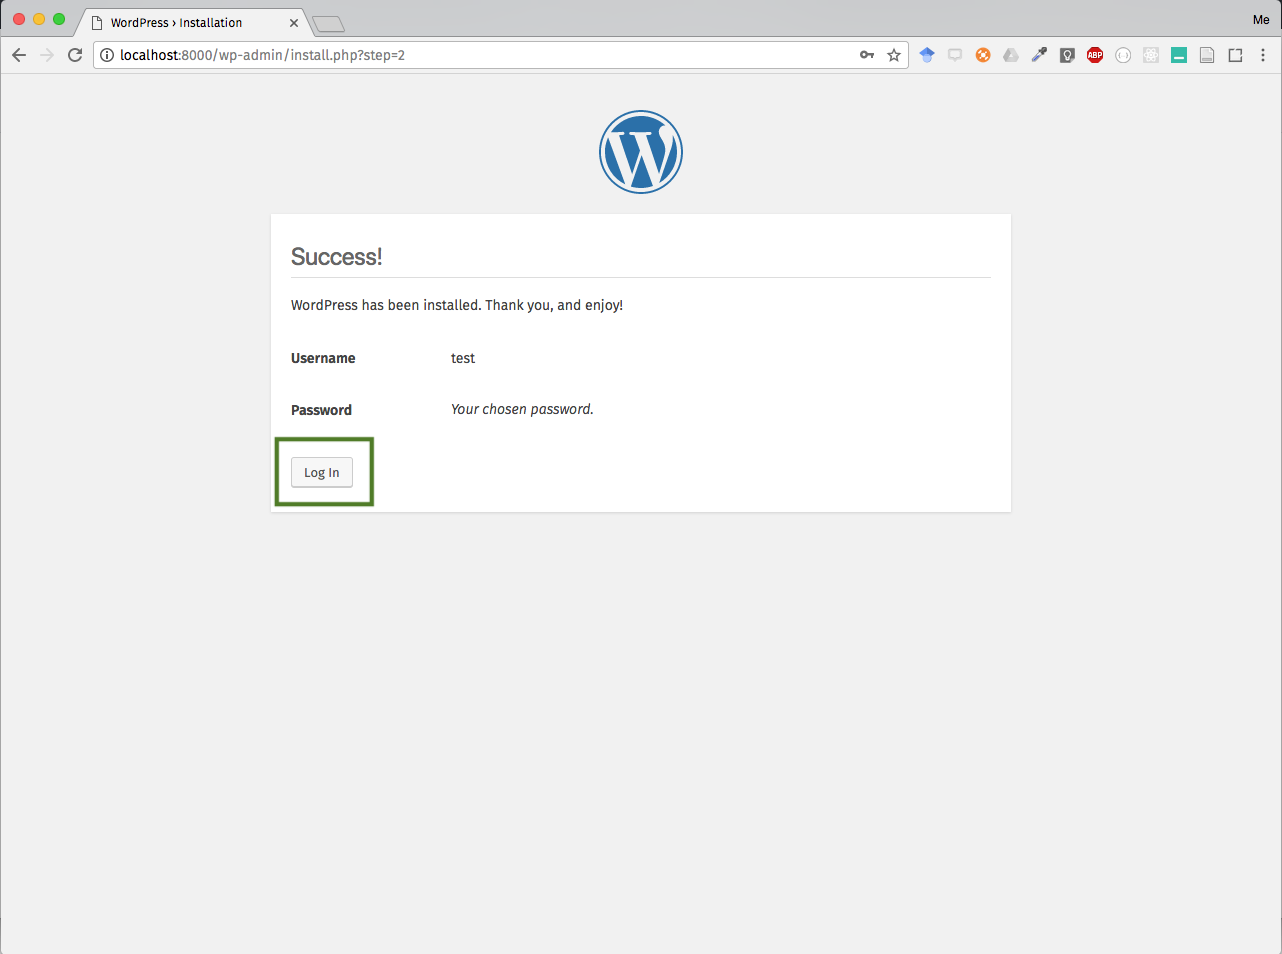 WordPress › Installation
Me
localhost:8000/wp-admin/install.php?step=2
ABP
Success!
WordPress has been installed. Thank you, and enjoy!
Username test
Password Your chosen password.
Log In